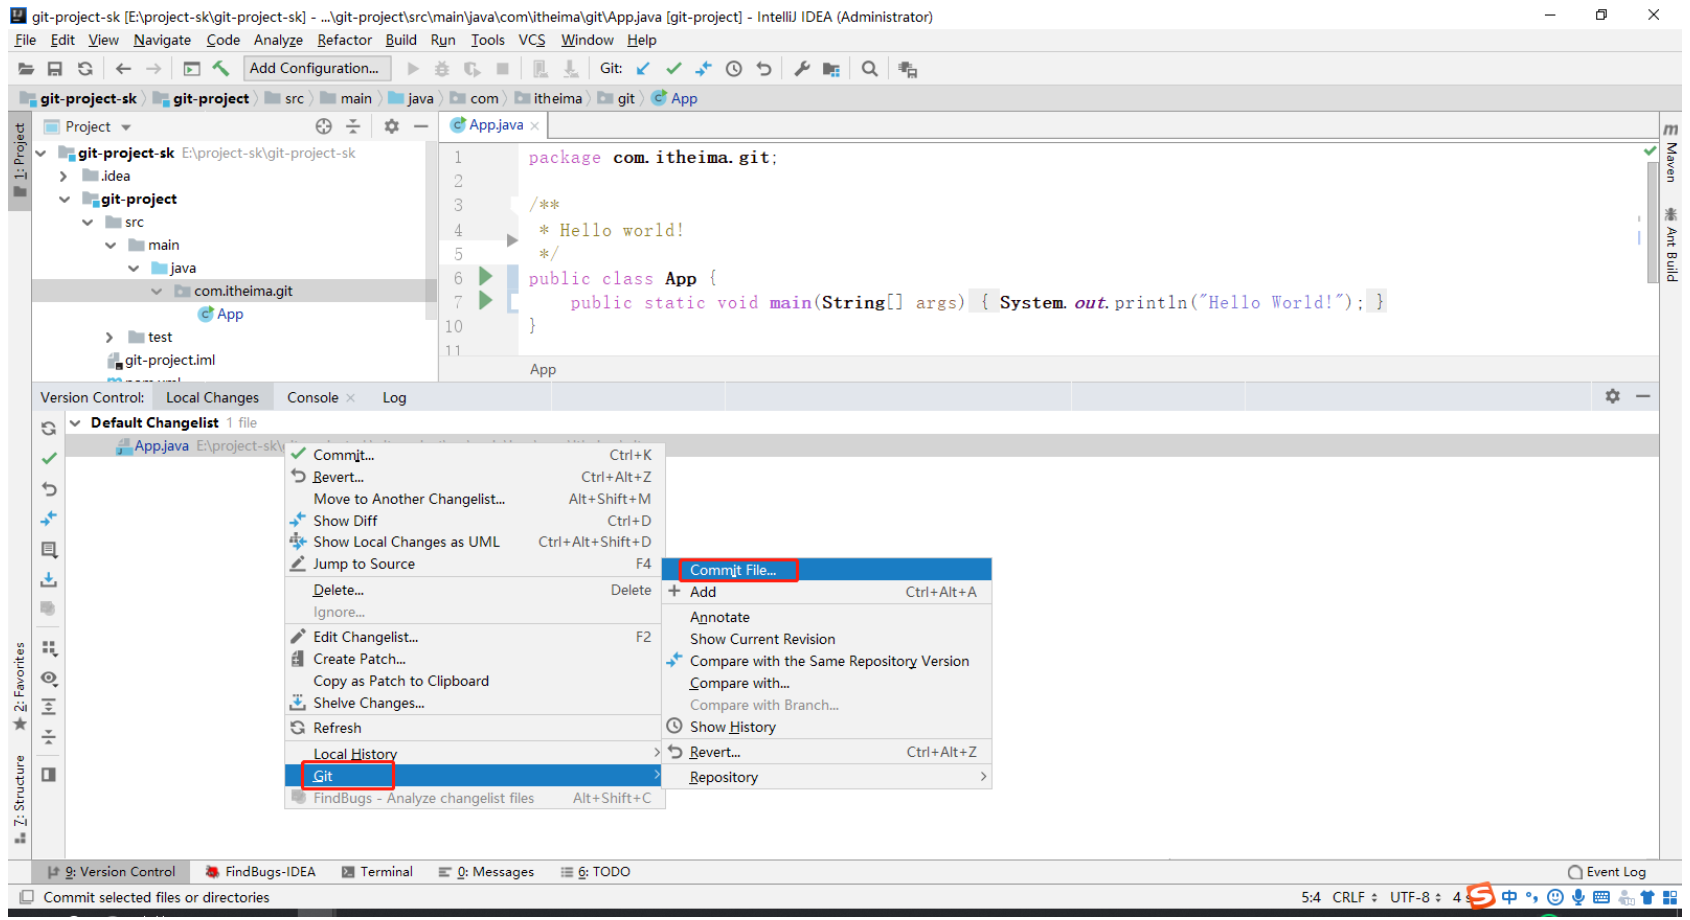 git-project-sk [E:\project-sk\git-project-sk] - ...\git-project\src\main\java\com\itheima\git\App.java [git-project] - IntelliJ IDEA (Administrator)
File Edit View Navigate Code Analyze Refactor Build Run Tools VCS Window Help
Add Configuration... Git:
git-project-sk git-project src main java com itheima git App
Project App.java
1: Project
git-project-sk E:\project-sk\git-project-sk
.idea
git-project
src
main
java
com.itheima.git
App
test
git-project.iml
1 package com.itheima.git;
2
3 /**
4 * Hello world!
5 */
6 public class App {
7 public static void main(String[] args) { System.out.println("Hello World!"); }
10 }
11
App
Maven
Ant Build
Version Control: Local Changes Console Log
Default Changelist 1 file
App.java E:\project-sk\
Commit... Ctrl+K
Revert... Ctrl+Alt+Z
Move to Another Changelist... Alt+Shift+M
Show Diff Ctrl+D
Show Local Changes as UML Ctrl+Alt+Shift+D
Jump to Source F4
Delete... Delete
Ignore...
Edit Changelist... F2
Create Patch...
Copy as Patch to Clipboard
Shelve Changes...
Refresh
Local History
Git
FindBugs - Analyze changelist files Alt+Shift+C
Commit File...
Add Ctrl+Alt+A
Annotate
Show Current Revision
Compare with the Same Repository Version
Compare with...
Compare with Branch...
Show History
Revert... Ctrl+Alt+Z
Repository
2: Favorites
7: Structure
9: Version Control FindBugs-IDEA Terminal 0: Messages 6: TODO Event Log
Commit selected files or directories 5:4 CRLF UTF-8 4 s 中